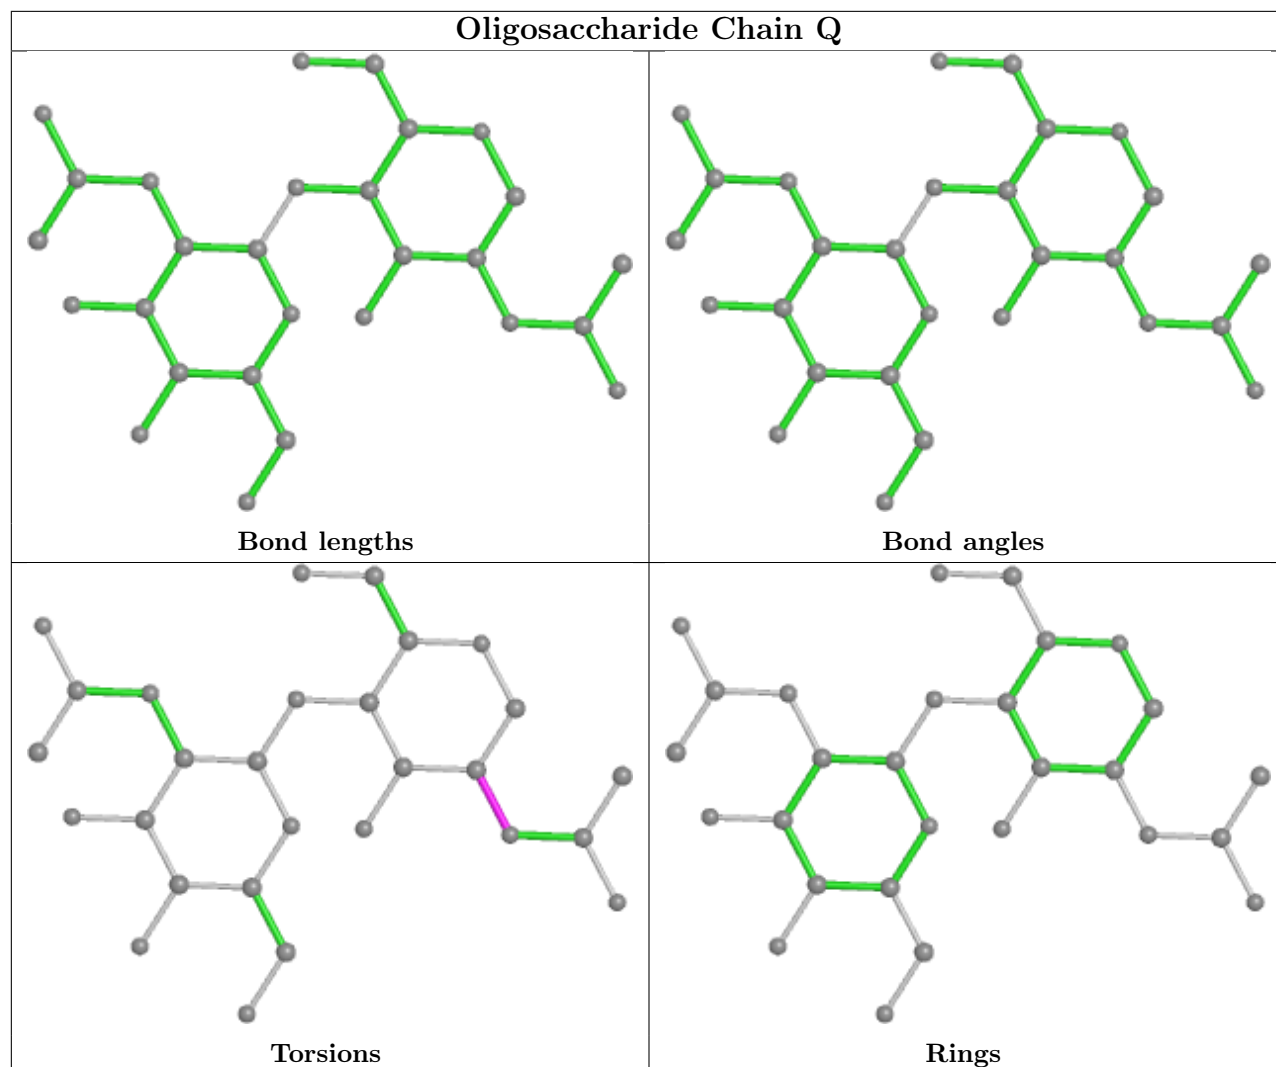 Oligosaccharide Chain Q
Bond lengths
Bond angles
Torsions
Rings